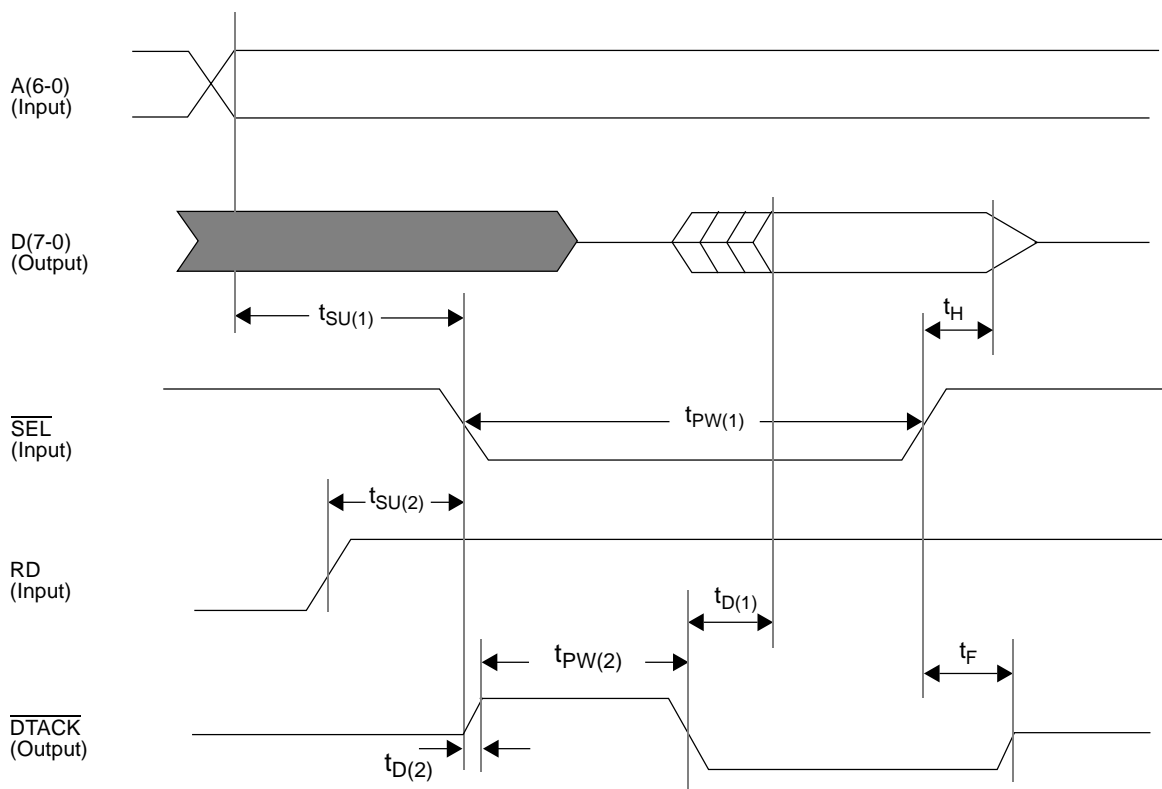 A(6-0)
(Input)
D(7-0)
(Output)
tSU(1)
tH
SEL
(Input)
tPW(1)
tSU(2)
RD
(Input)
tD(1)
tPW(2)
tF
DTACK
(Output)
tD(2)